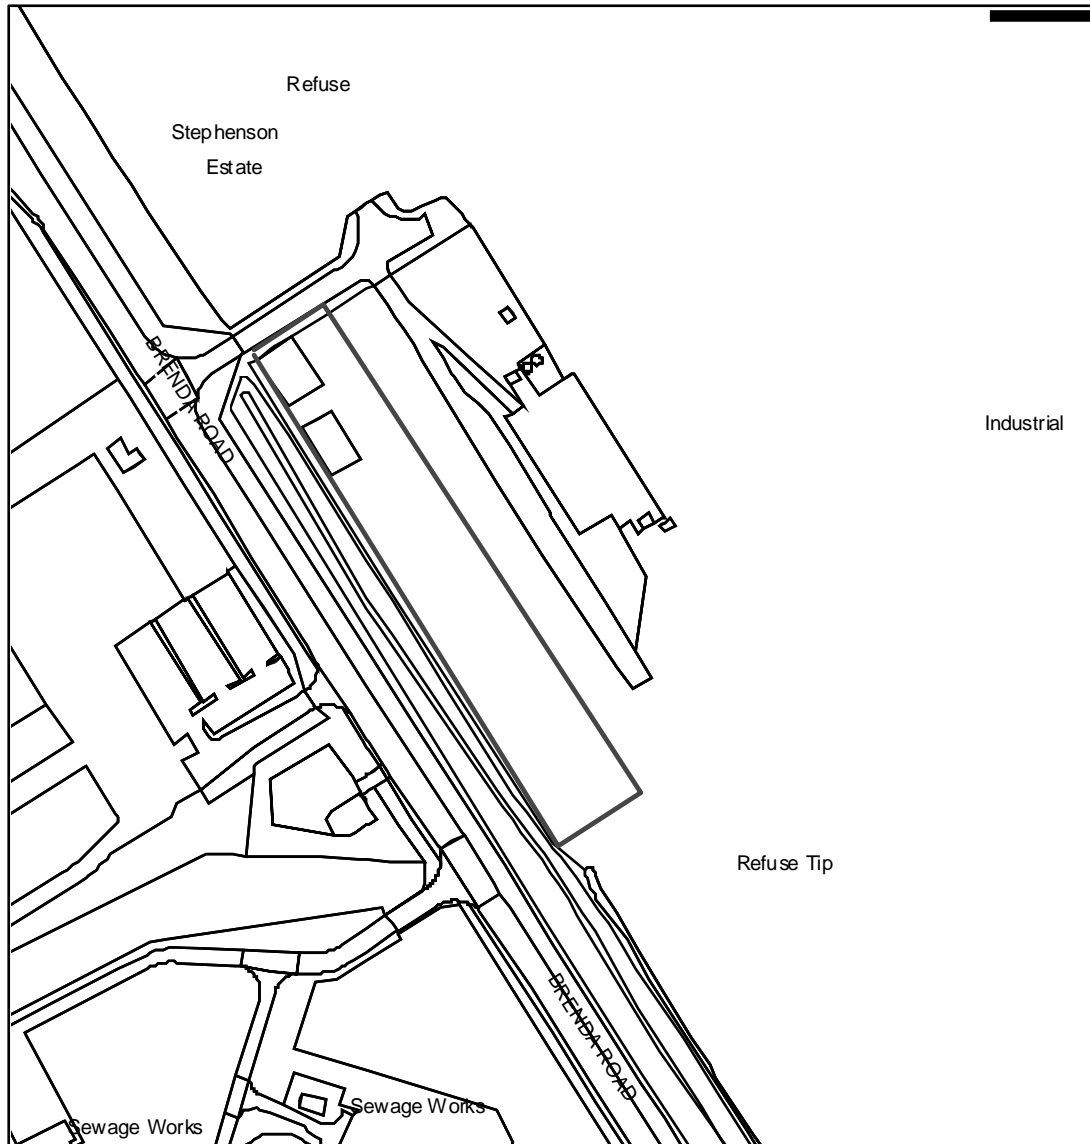 Refuse
Stephenson
Estate
BRENDA ROAD
Industrial
Refuse Tip
BRENDA ROAD
Sewage Works
Sewage Works